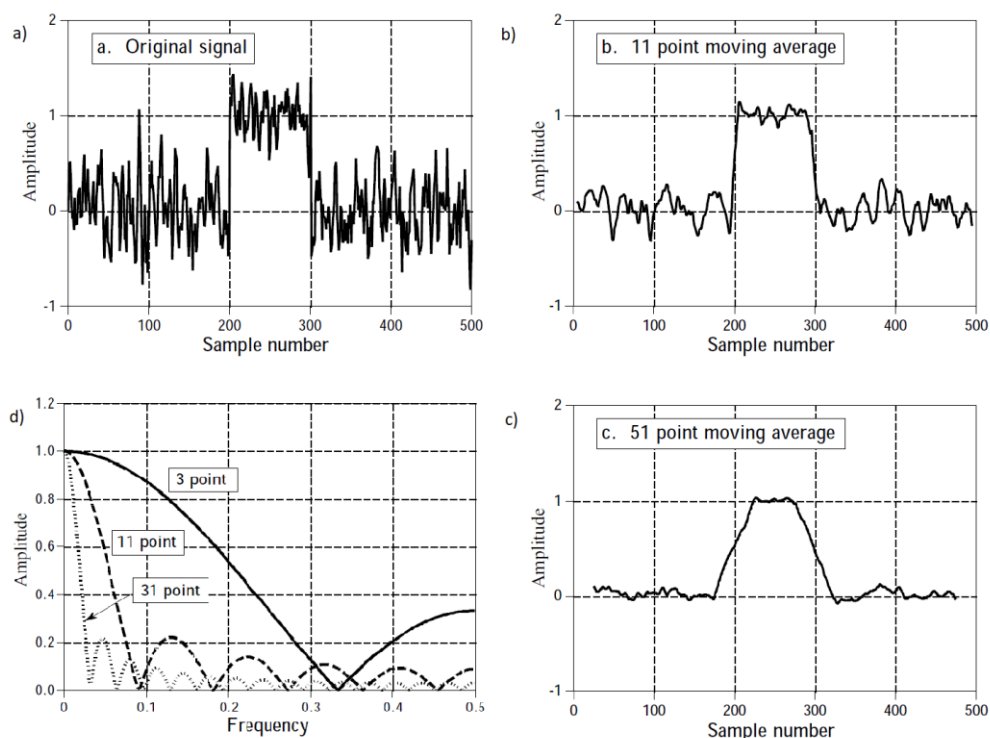 a)
a. Original signal
2
1
0
-1
Amplitude
0 100 200 300 400 500
Sample number
b)
b. 11 point moving average
2
1
0
-1
Amplitude
0 100 200 300 400 500
Sample number
d)
1.2
1.0
0.8
0.6
0.4
0.2
0.0
Amplitude
3 point
11 point
31 point
0 0.1 0.2 0.3 0.4 0.5
Frequency
c)
c. 51 point moving average
2
1
0
-1
Amplitude
0 100 200 300 400 500
Sample number